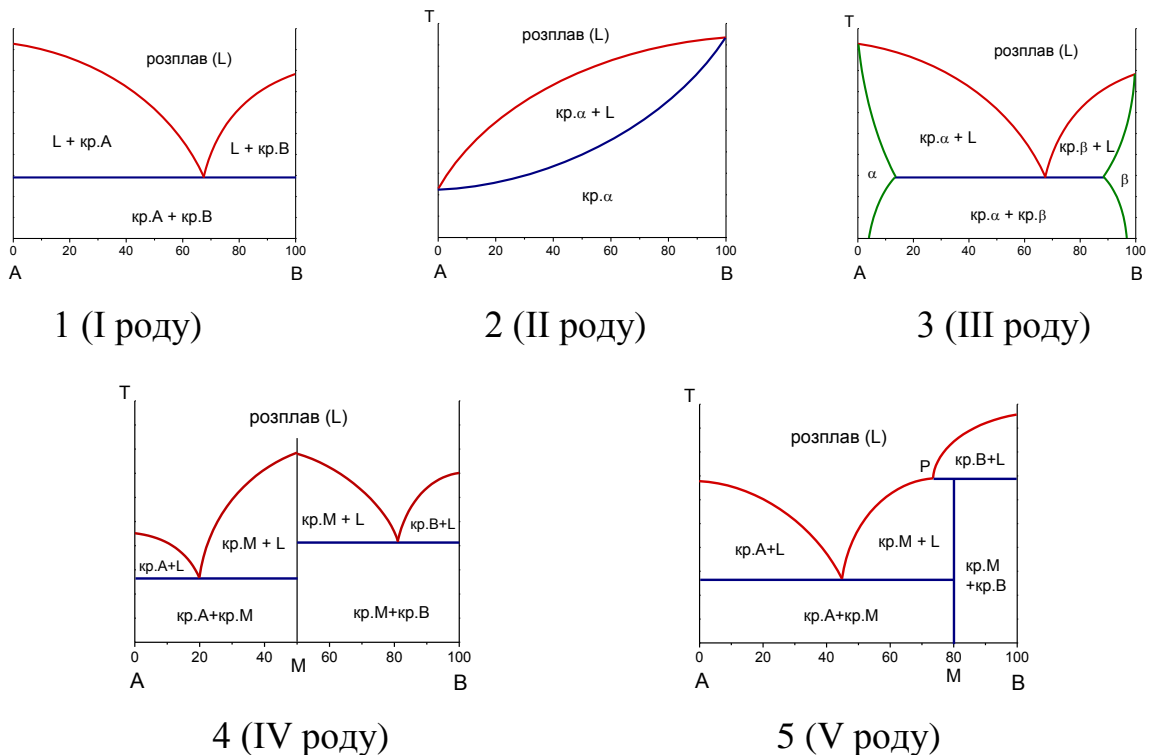 розплав (L)
L + кр.A
L + кр.B
кр.A + кр.B
0 20 40 60 80 100
A B
1 (I роду)
T
розплав (L)
кр.α + L
кр.α
0 20 40 60 80 100
A B
2 (II роду)
T
розплав (L)
кр.α + L
кр.β + L
α β
кр.α + кр.β
0 20 40 60 80 100
A B
3 (III роду)
T
розплав (L)
кр.M + L
кр.B+L
кр.M + L
кр.A+L
кр.A+кр.M
кр.M+кр.B
0 20 40 60 80 100
A M B
4 (IV роду)
T
розплав (L)
P
кр.B+L
кр.A+L
кр.M + L
кр.M
+кр.B
кр.A+кр.M
0 20 40 60 80 100
A M B
5 (V роду)